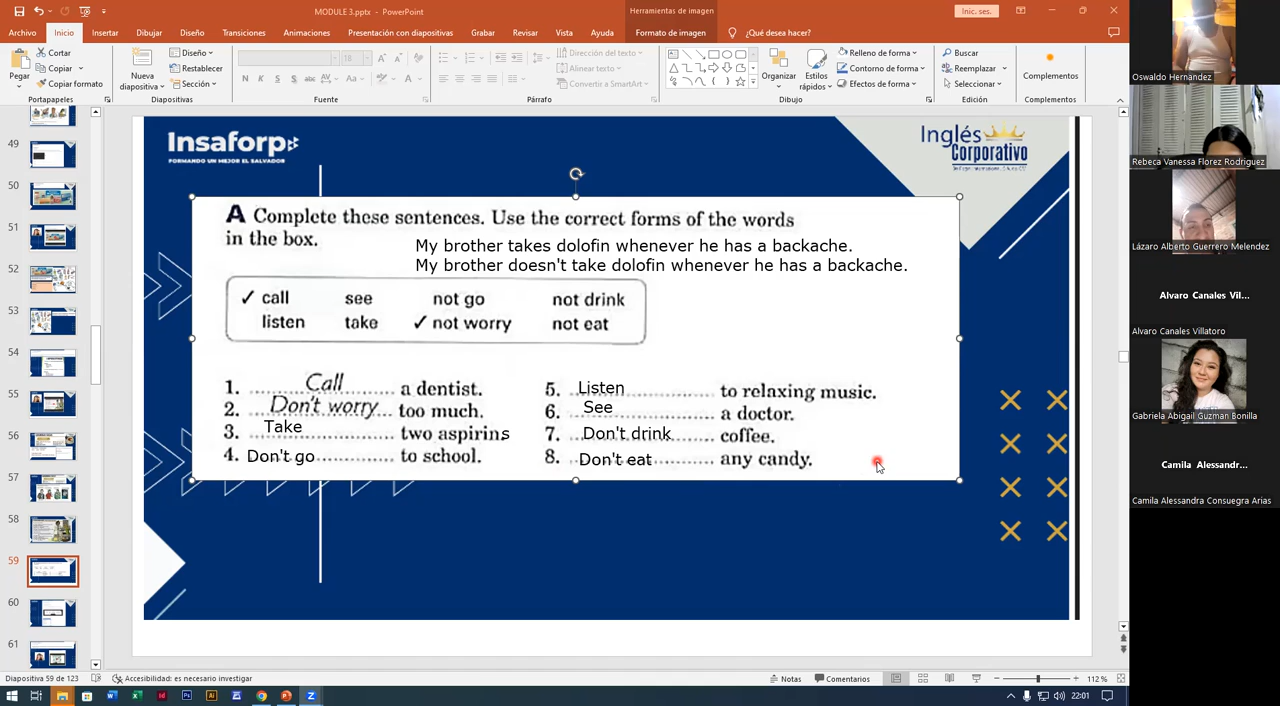 MODULE 3.pptx - PowerPoint
Herramientas de imagen
Inic. ses.
Archivo Inicio Insertar Dibujar Diseño Transiciones Animaciones Presentación con diapositivas Grabar Revisar Vista Ayuda Formato de imagen ¿Qué desea hacer?
Pegar
Cortar
Copiar
Copiar formato
Portapapeles
Nueva diapositiva
Diseño
Restablecer
Sección
Diapositivas
18
N K S S abc AV Aa A
Fuente
Dirección del texto
Alinear texto
Convertir a SmartArt
Párrafo
Organizar
Estilos rápidos
Relleno de forma
Contorno de forma
Efectos de forma
Dibujo
Buscar
Reemplazar
Seleccionar
Edición
Complementos
Complementos
49
50
51
52
53
54
55
56
57
58
59
60
61
Insaforp
FORMANDO UN MEJOR EL SALVADOR
Inglés
Corporativo
A Complete these sentences. Use the correct forms of the words
in the box.
My brother takes dolofin whenever he has a backache.
My brother doesn't take dolofin whenever he has a backache.
✓ call see not go not drink
listen take ✓ not worry not eat
1. Call a dentist.
2. Don't worry too much.
3. Take two aspirins
4. Don't go to school.
5. Listen to relaxing music.
6. See a doctor.
7. Don't drink coffee.
8. Don't eat any candy.
Oswaldo Hernández
Rebeca Vanessa Florez Rodriguez
Lázaro Alberto Guerrero Melendez
Alvaro Canales Vil...
Alvaro Canales Villatoro
Gabriela Abigail Guzman Bonilla
Camila Alessandr...
Camila Alessandra Consuegra Arias
Diapositiva 59 de 123
Accesibilidad: es necesario investigar
Notas
Comentarios
112 %
22:01